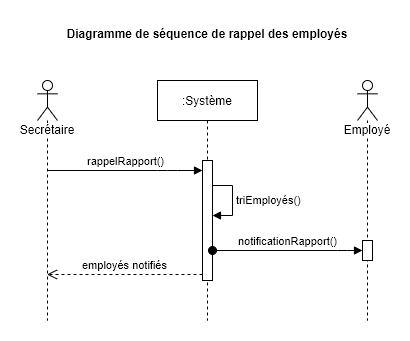 Diagramme de séquence de rappel des employés
:Système
Secrétaire
Employé
rappelRapport()
triEmployés()
notificationRapport()
employés notifiés